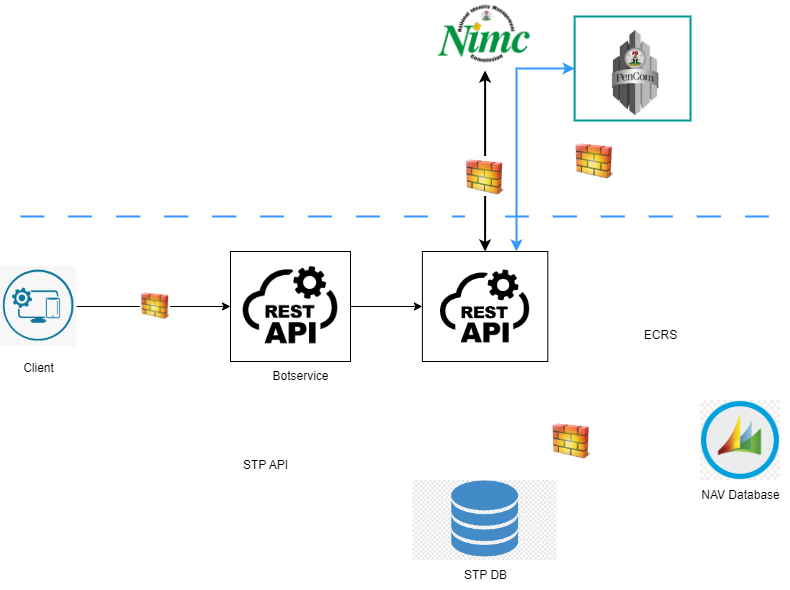 National Identity Management
Nimc
Commission
PenCom
REST
API
REST
API
ECRS
Client
Botservice
STP API
NAV Database
STP DB